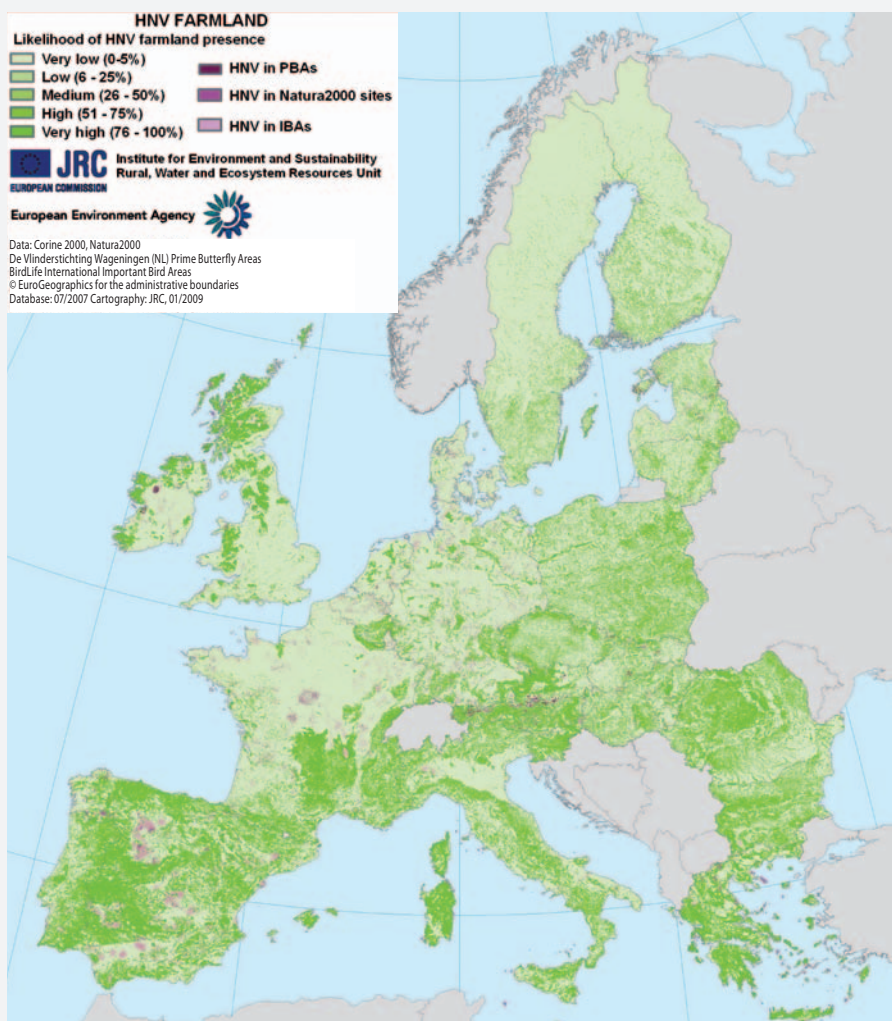 HNV FARMLAND
Likelihood of HNV farmland presence
Very low (0-5%)
Low (6 - 25%)
Medium (26 - 50%)
High (51 - 75%)
Very high (76 - 100%)
HNV in PBAs
HNV in Natura2000 sites
HNV in IBAs
JRC
EUROPEAN COMMISSION
Institute for Environment and Sustainability
Rural, Water and Ecosystem Resources Unit
European Environment Agency
Data: Corine 2000, Natura2000
De Vlinderstichting Wageningen (NL) Prime Butterfly Areas
BirdLife International Important Bird Areas
© EuroGeographics for the administrative boundaries
Database: 07/2007 Cartography: JRC, 01/2009